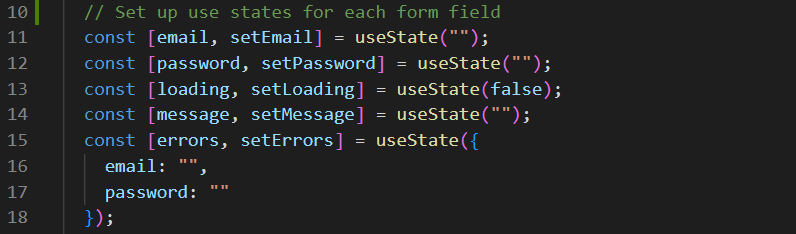 10 // Set up use states for each form field
11 const [email, setEmail] = useState("");
12 const [password, setPassword] = useState("");
13 const [loading, setLoading] = useState(false);
14 const [message, setMessage] = useState("");
15 const [errors, setErrors] = useState({
16   email: "",
17   password: ""
18 });